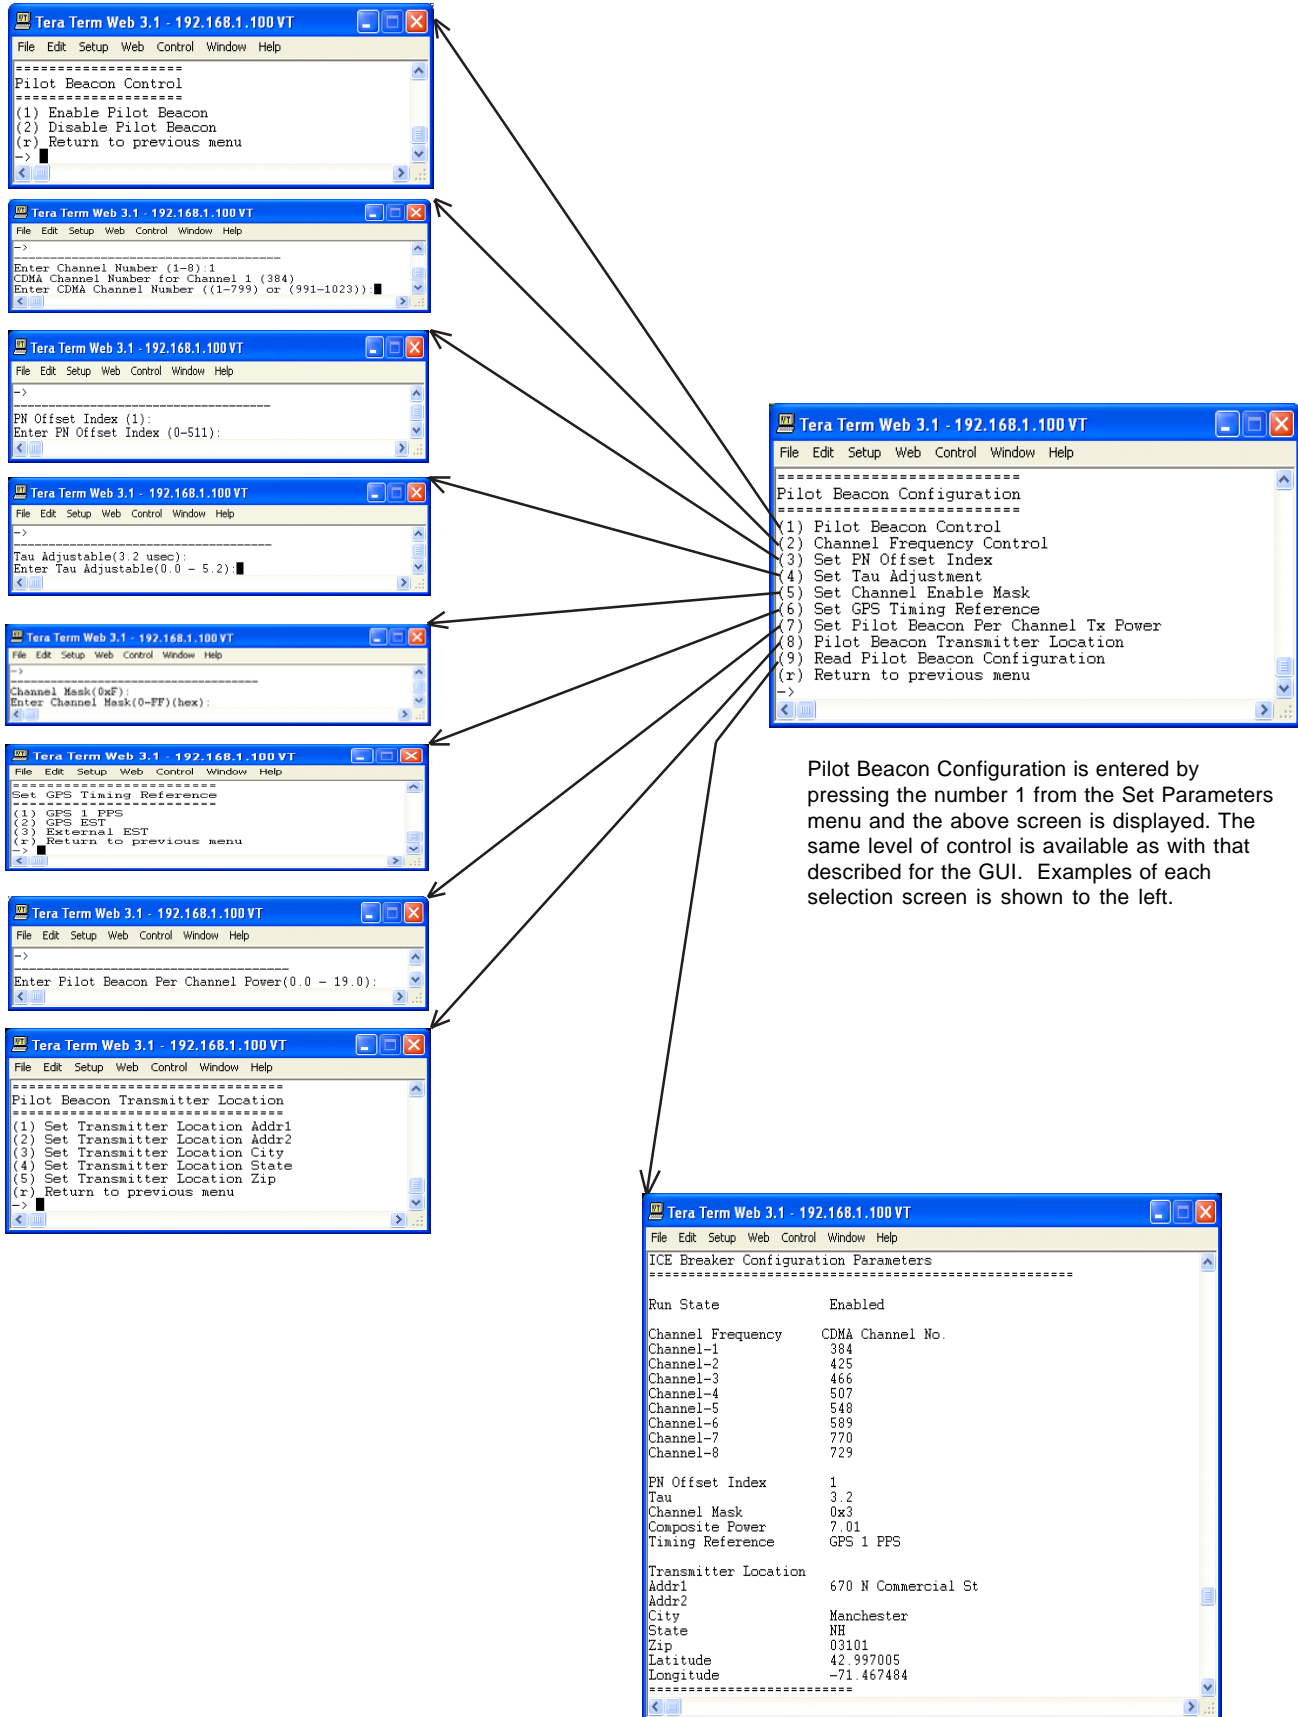 Tera Term Web 3.1 - 192.168.1.100 VT
File Edit Setup Web Control Window Help
====================
Pilot Beacon Control
====================
(1) Enable Pilot Beacon
(2) Disable Pilot Beacon
(r) Return to previous menu
->
Tera Term Web 3.1 - 192.168.1.100 VT
File Edit Setup Web Control Window Help
->
-------------------------------------
Enter Channel Number (1-8):1
CDMA Channel Number for Channel 1 (384)
Enter CDMA Channel Number ((1-799) or (991-1023)):
Tera Term Web 3.1 - 192.168.1.100 VT
File Edit Setup Web Control Window Help
->
-------------------------------------
PN Offset Index (1):
Enter PN Offset Index (0-511):
Tera Term Web 3.1 - 192.168.1.100 VT
File Edit Setup Web Control Window Help
->
-------------------------------------
Tau Adjustable(3.2 usec):
Enter Tau Adjustable(0.0 - 5.2):
Tera Term Web 3.1 - 192.168.1.100 VT
File Edit Setup Web Control Window Help
->
-------------------------------------
Channel Mask(0xF):
Enter Channel Mask(0-FF)(hex):
Tera Term Web 3.1 - 192.168.1.100 VT
File Edit Setup Web Control Window Help
========================
Set GPS Timing Reference
========================
(1) GPS 1 PPS
(2) GPS EST
(3) External EST
(r) Return to previous menu
->
Tera Term Web 3.1 - 192.168.1.100 VT
File Edit Setup Web Control Window Help
->
-------------------------------------
Enter Pilot Beacon Per Channel Power(0.0 - 19.0):
Tera Term Web 3.1 - 192.168.1.100 VT
File Edit Setup Web Control Window Help
=================================
Pilot Beacon Transmitter Location
=================================
(1) Set Transmitter Location Addr1
(2) Set Transmitter Location Addr2
(3) Set Transmitter Location City
(4) Set Transmitter Location State
(5) Set Transmitter Location Zip
(r) Return to previous menu
->
Tera Term Web 3.1 - 192.168.1.100 VT
File Edit Setup Web Control Window Help
==========================
Pilot Beacon Configuration
==========================
(1) Pilot Beacon Control
(2) Channel Frequency Control
(3) Set PN Offset Index
(4) Set Tau Adjustment
(5) Set Channel Enable Mask
(6) Set GPS Timing Reference
(7) Set Pilot Beacon Per Channel Tx Power
(8) Pilot Beacon Transmitter Location
(9) Read Pilot Beacon Configuration
(r) Return to previous menu
->
Pilot Beacon Configuration is entered by
pressing the number 1 from the Set Parameters
menu and the above screen is displayed. The
same level of control is available as with that
described for the GUI. Examples of each
selection screen is shown to the left.
Tera Term Web 3.1 - 192.168.1.100 VT
File Edit Setup Web Control Window Help
ICE Breaker Configuration Parameters
======================================================
Run State Enabled
Channel Frequency CDMA Channel No.
Channel-1 384
Channel-2 425
Channel-3 466
Channel-4 507
Channel-5 548
Channel-6 589
Channel-7 770
Channel-8 729
PN Offset Index 1
Tau 3.2
Channel Mask 0x3
Composite Power 7.01
Timing Reference GPS 1 PPS
Transmitter Location
Addr1 670 N Commercial St
Addr2
City Manchester
State NH
Zip 03101
Latitude 42.997005
Longitude -71.467484
==========================